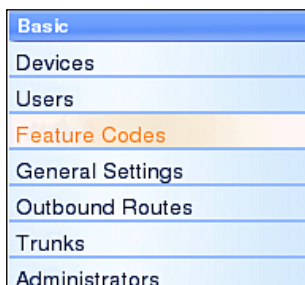 Basic
Devices
Users
Feature Codes
General Settings
Outbound Routes
Trunks
Administrators